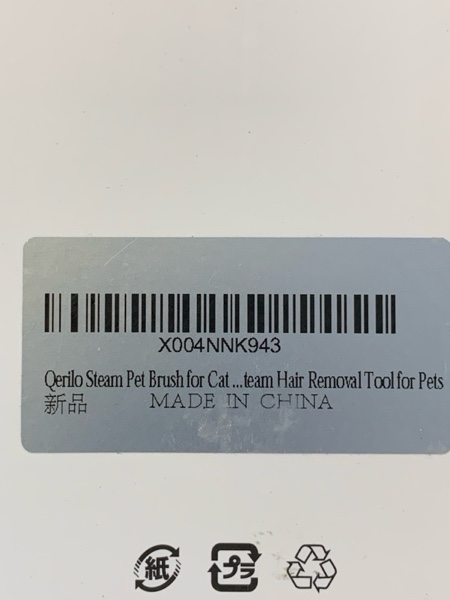 X004NNK943
Qerilo Steam Pet Brush for Cat ...team Hair Removal Tool for Pets
新品 MADE IN CHINA
紙 プラ